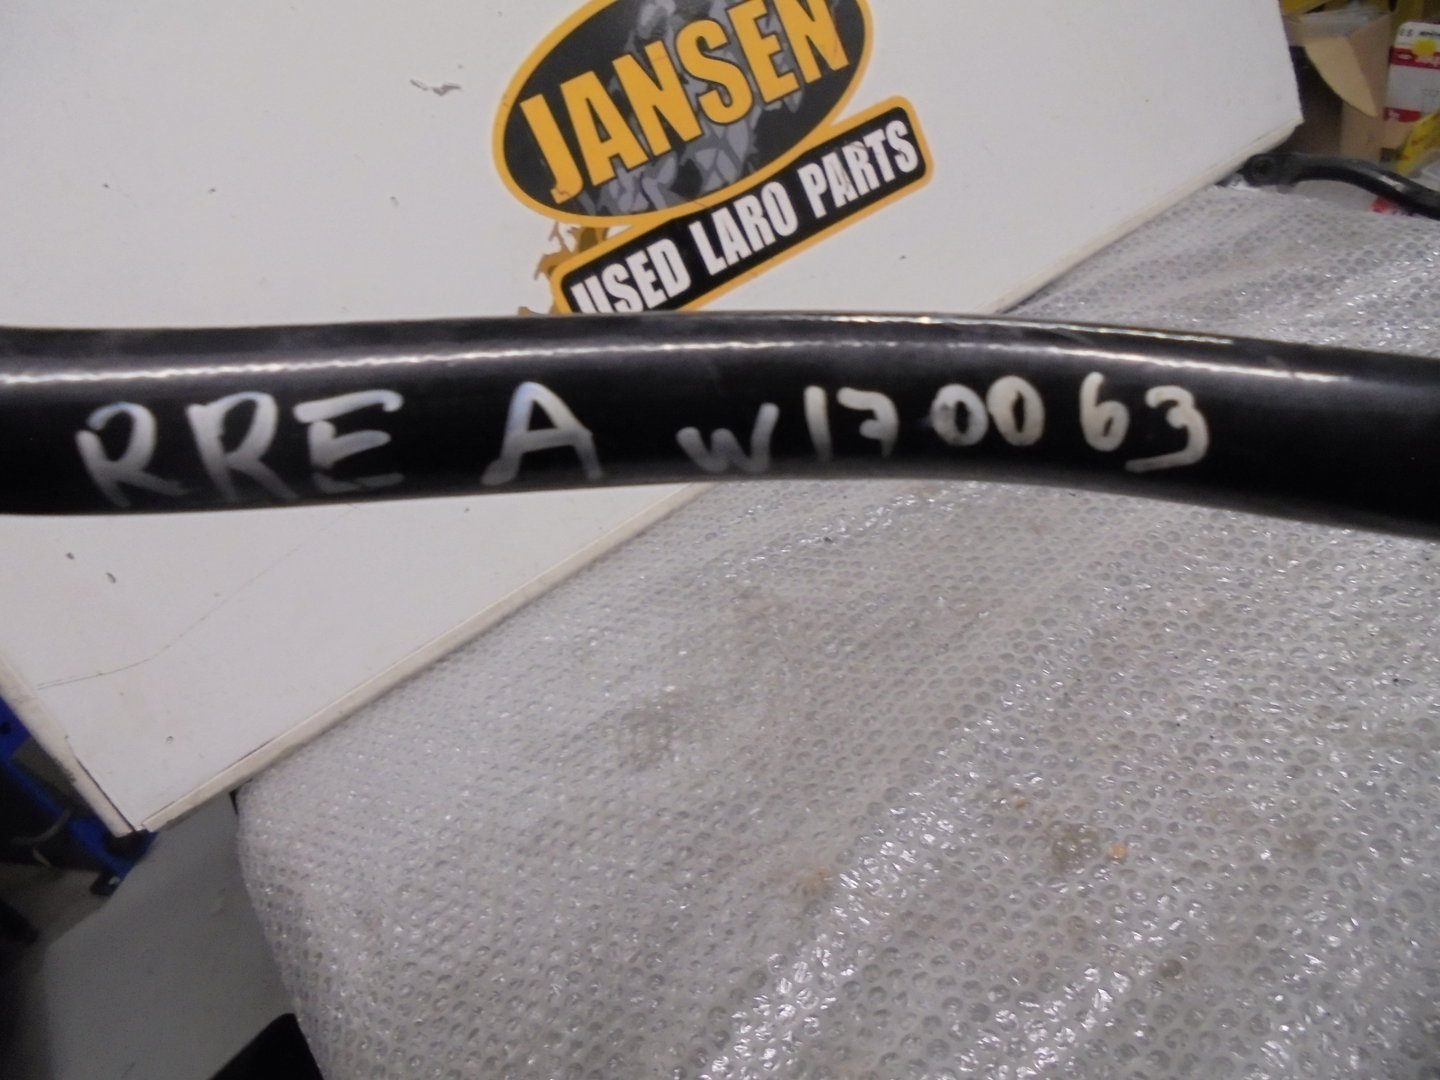 JANSEN
USED LARO PARTS
RRE A W170063